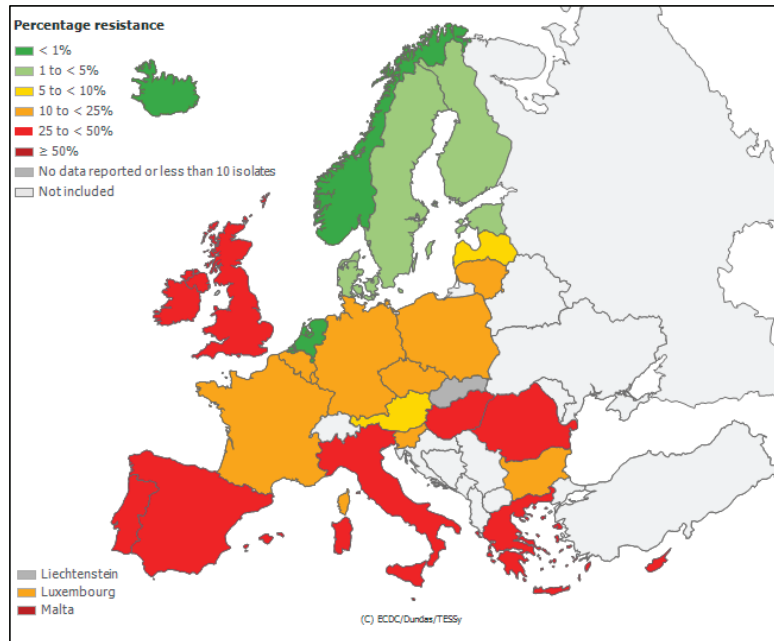 Percentage resistance
< 1%
1 to < 5%
5 to < 10%
10 to < 25%
25 to < 50%
≥ 50%
No data reported or less than 10 isolates
Not included
Liechtenstein
Luxembourg
Malta
(C) ECDC/Dundas/TESSy